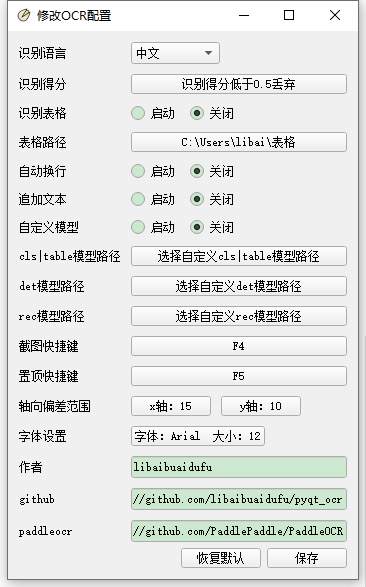 修改OCR配置
识别语言 中文
识别得分 识别得分低于0.5丢弃
识别表格 启动 关闭
表格路径 C:\Users\libai\表格
自动换行 启动 关闭
追加文本 启动 关闭
自定义模型 启动 关闭
cls|table模型路径 选择自定义cls|table模型路径
det模型路径 选择自定义det模型路径
rec模型路径 选择自定义rec模型路径
截图快捷键 F4
置顶快捷键 F5
轴向偏差范围 x轴：15 y轴：10
字体设置 字体：Arial 大小：12
作者 libaibuaidufu
github //github.com/libaibuaidufu/pyqt_ocr
paddleocr //github.com/PaddlePaddle/PaddleOCR
恢复默认 保存